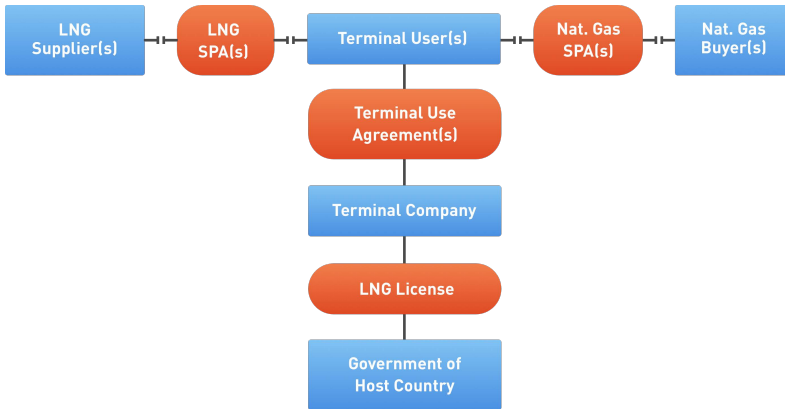 LNG
Supplier(s)
LNG
SPA(s)
Terminal User(s)
Nat. Gas
SPA(s)
Nat. Gas
Buyer(s)
Terminal Use
Agreement(s)
Terminal Company
LNG License
Government of
Host Country